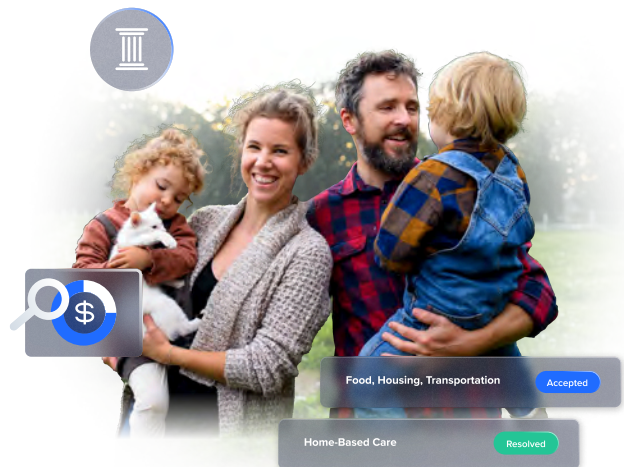 $
Food, Housing, Transportation Accepted
Home-Based Care Resolved